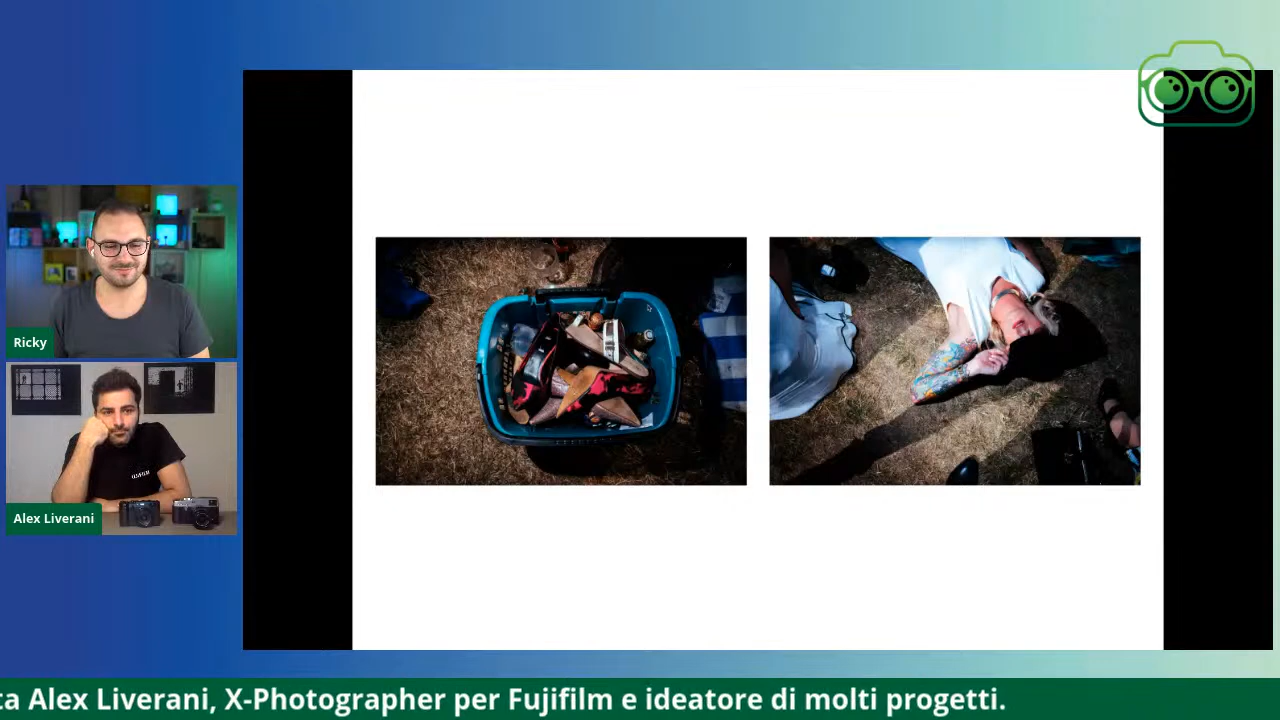 Ricky
Alex Liverani
ta Alex Liverani, X-Photographer per Fujifilm e ideatore di molti progetti.